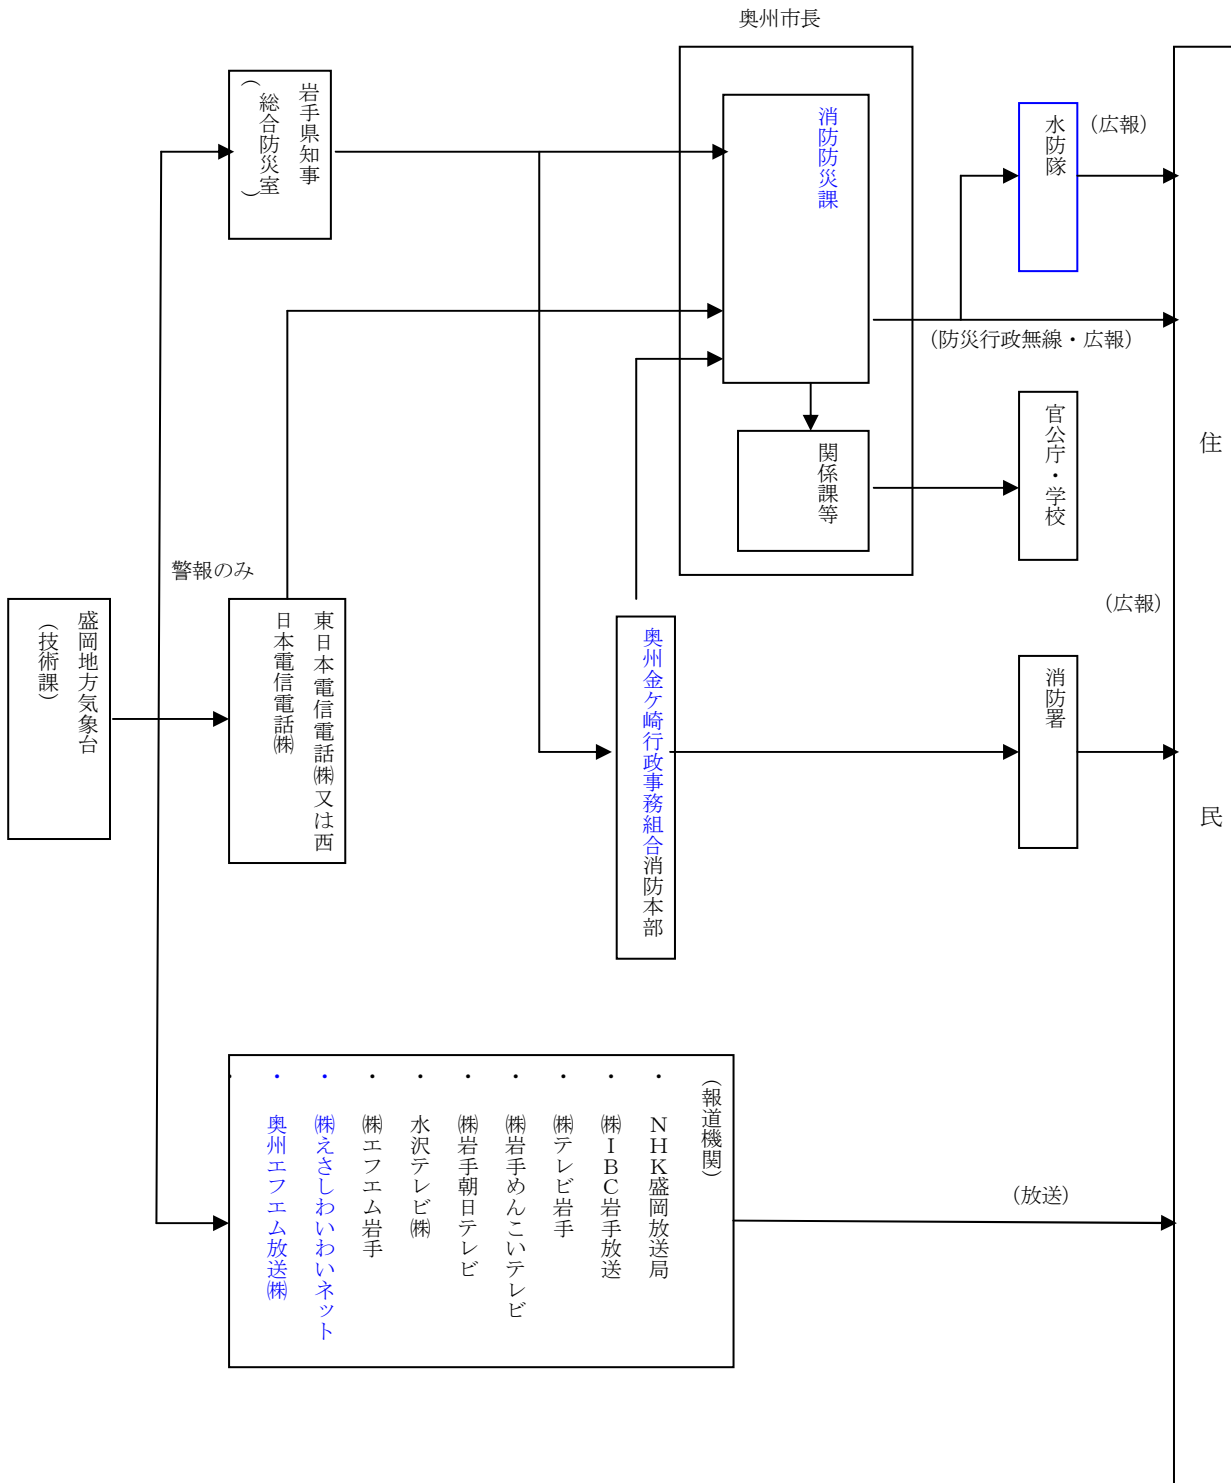 奥州市長
岩手県知事
(総合防災室)
消防防災課
水防隊
(広報)
(防災行政無線・広報)
関係課等
官公庁・学校
住民
警報のみ
盛岡地方気象台
(技術課)
東日本電信電話㈱又は西
日本電信電話㈱
奥州金ケ崎行政事務組合消防本部
(広報)
消防署
(報道機関)
・ NHK盛岡放送局
・ ㈱IBC岩手放送
・ ㈱テレビ岩手
・ ㈱岩手めんこいテレビ
・ ㈱岩手朝日テレビ
・ 水沢テレビ㈱
・ ㈱エフエム岩手
・ ㈱えさしわいわいネット
・ 奥州エフエム放送㈱
(放送)